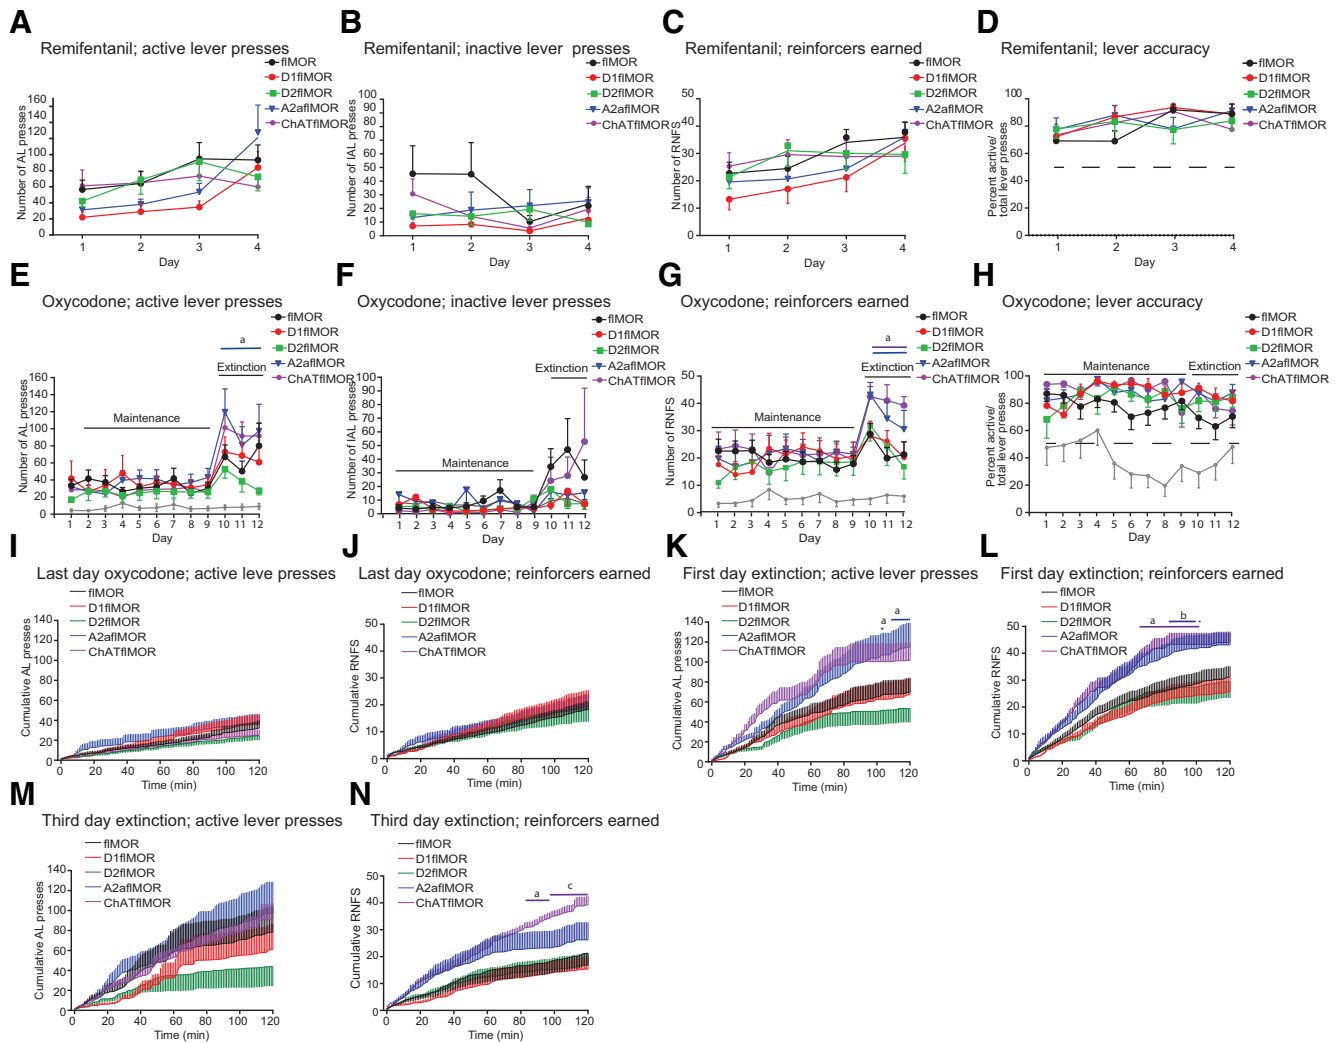 A
Remifentanil; active lever presses
flMOR
D1flMOR
D2flMOR
A2aflMOR
ChATflMOR
Number of AL presses
160
140
120
100
80
60
40
20
0
1 2 3 4
Day
B
Remifentanil; inactive lever presses
flMOR
D1flMOR
D2flMOR
A2aflMOR
ChATflMOR
Number of IAL presses
100
90
80
70
60
50
40
30
20
10
0
1 2 3 4
Day
C
Remifentanil; reinforcers earned
flMOR
D1flMOR
D2flMOR
A2aflMOR
ChATflMOR
Number of RNFS
50
40
30
20
10
0
1 2 3 4
Day
D
Remifentanil; lever accuracy
flMOR
D1flMOR
D2flMOR
A2aflMOR
ChATflMOR
Percent acrive/
total lever presses
100
80
60
40
20
0
1 2 3 4
Day
E
Oxycodone; active lever presses
flMOR
D1flMOR
D2flMOR
A2aflMOR
ChATflMOR
a
Extinction
Maintenance
Number of AL presses
160
140
120
100
80
60
40
20
0
1 2 3 4 5 6 7 8 9 10 11 12
Day
F
Oxycodone; inactive lever presses
flMOR
D1flMOR
D2flMOR
A2aflMOR
ChATflMOR
Extinction
Maintenance
Number of IAL presses
100
90
80
70
60
50
40
30
20
10
0
1 2 3 4 5 6 7 8 9 10 11 12
Day
G
Oxycodone; reinforcers earned
flMOR
D1flMOR
D2flMOR
A2aflMOR
ChATflMOR
a
Extinction
Maintenance
Number of RNFS
50
40
30
20
10
0
1 2 3 4 5 6 7 8 9 10 11 12
Day
H
Oxycodone; lever accuracy
flMOR
D1flMOR
D2flMOR
A2aflMOR
ChATflMOR
Maintenance
Extinction
Percent acrive/
total lever presses
100
80
60
40
20
0
1 2 3 4 5 6 7 8 9 10 11 12
Day
I
Last day oxycodone; active leve presses
flMOR
D1flMOR
D2flMOR
A2aflMOR
ChATflMOR
Cumulative AL presses
140
120
100
80
60
40
20
0
0 20 40 60 80 100 120
Time (min)
J
Last day oxycodone; reinforcers earned
flMOR
D1flMOR
D2flMOR
A2aflMOR
ChATflMOR
Cumulative RNFS
50
40
30
20
10
0
0 20 40 60 80 100 120
Time (min)
K
First day extinction; active lever presses
flMOR
D1flMOR
D2flMOR
A2aflMOR
ChATflMOR
a
a
Cumulative AL presses
140
120
100
80
60
40
20
0
0 20 40 60 80 100 120
Time (min)
L
First day extinction; reinforcers earned
flMOR
D1flMOR
D2flMOR
A2aflMOR
ChATflMOR
a
b
Cumulative RNFS
50
40
30
20
10
0
0 20 40 60 80 100 120
Time (min)
M
Third day extinction; active lever presses
flMOR
D1flMOR
D2flMOR
A2aflMOR
ChATflMOR
Cumulative AL presses
140
120
100
80
60
40
20
0
0 20 40 60 80 100 120
Time (min)
N
Third day extinction; reinforcers earned
flMOR
D1flMOR
D2flMOR
A2aflMOR
ChATflMOR
a
c
Cumulative RNFS
50
40
30
20
10
0
0 20 40 60 80 100 120
Time (min)